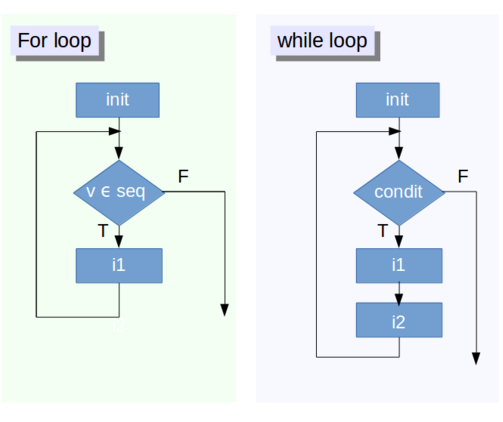 For loop
init
v ϵ seq
F
T
i1
while loop
init
condit
F
T
i1
i2